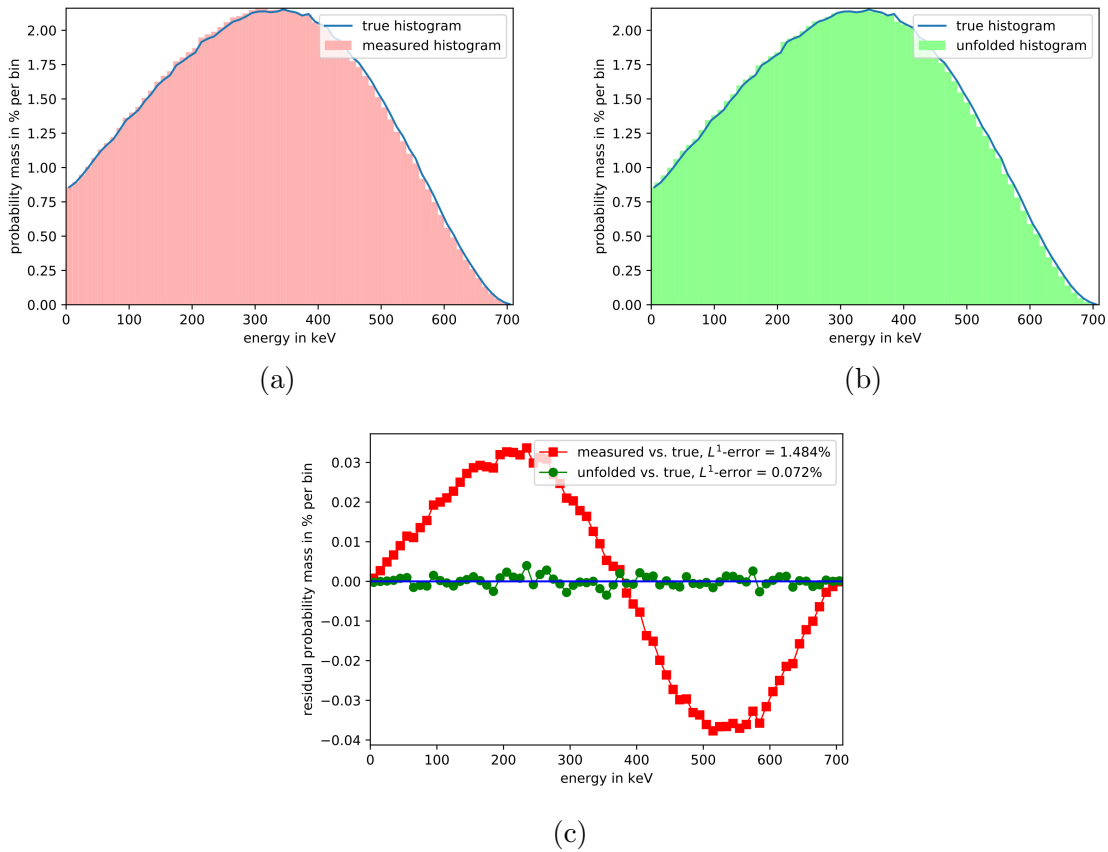 2.00
1.75
1.50
1.25
1.00
0.75
0.50
0.25
0.00
probability mass in % per bin
true histogram
measured histogram
0 100 200 300 400 500 600 700
energy in keV
(a)
2.00
1.75
1.50
1.25
1.00
0.75
0.50
0.25
0.00
probability mass in % per bin
true histogram
unfolded histogram
0 100 200 300 400 500 600 700
energy in keV
(b)
0.03
0.02
0.01
0.00
−0.01
−0.02
−0.03
−0.04
residual probability mass in % per bin
measured vs. true, L¹-error = 1.484%
unfolded vs. true, L¹-error = 0.072%
0 100 200 300 400 500 600 700
energy in keV
(c)